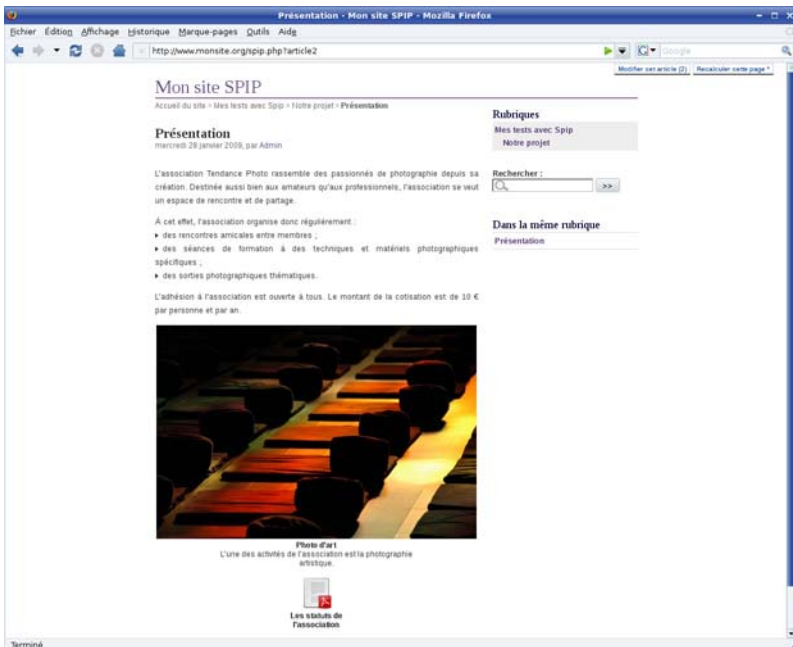 Présentation - Mon site SPIP - Mozilla Firefox
Fichier Édition Affichage Historique Marque-pages Outils Aide
http://www.monsite.org/spip.php?article2
Google
Modifier cet article (2) Recalculer cette page *
Mon site SPIP
Accueil du site > Mes tests avec Spip > Notre projet > Présentation
Présentation
mercredi 28 janvier 2009, par Admin
L'association Tendance Photo rassemble des passionnés de photographie depuis sa
création. Destinée aussi bien aux amateurs qu'aux professionnels, l'association se veut
un espace de rencontre et de partage.
À cet effet, l'association organise donc régulièrement :
des rencontres amicales entre membres ;
des séances de formation à des techniques et matériels photographiques
spécifiques ;
des sorties photographiques thématiques.
L'adhésion à l'association est ouverte à tous. Le montant de la cotisation est de 10 €
par personne et par an.
Photo d'art
L'une des activités de l'association est la photographie
artistique.
Les statuts de
l'association
Rubriques
Mes tests avec Spip
Notre projet
Rechercher :
>>
Dans la même rubrique
Présentation
Terminé